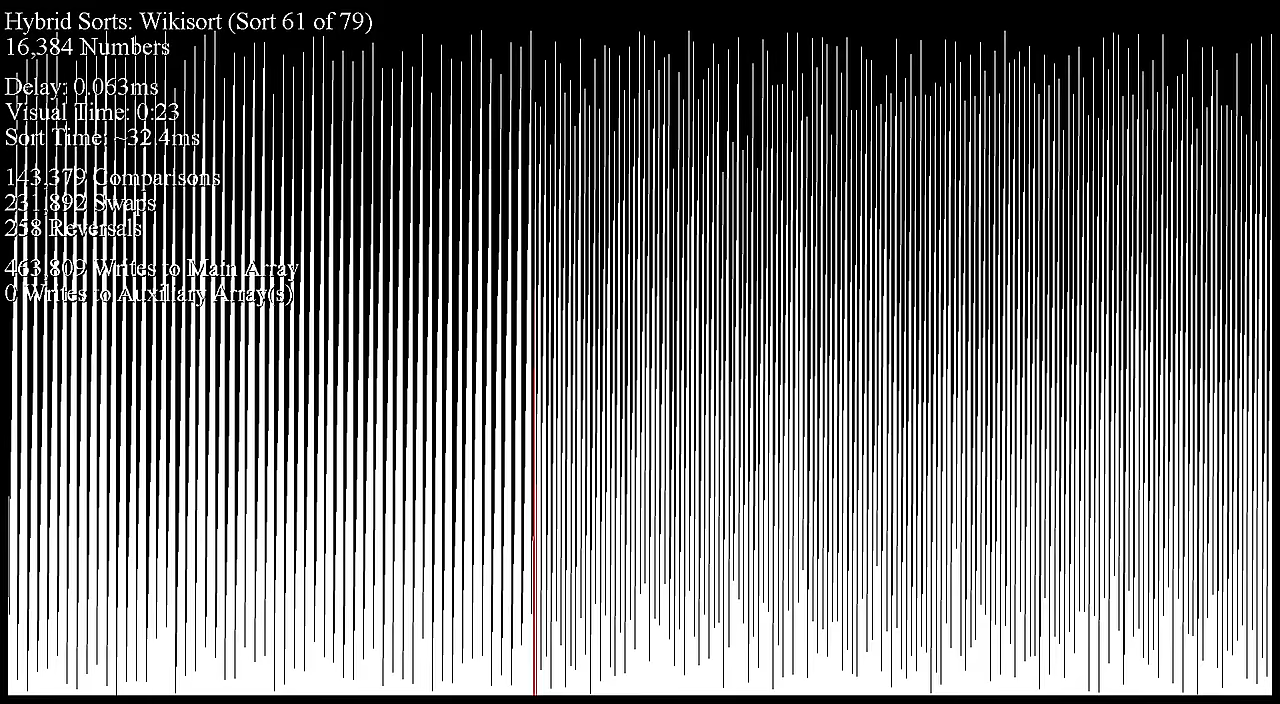 Hybrid Sorts: Wikisort (Sort 61 of 79)
16,384 Numbers
Delay: 0.063ms
Visual Time: 0:23
Sort Time: ~32.4ms
143,379 Comparisons
231,892 Swaps
258 Reversals
463,809 Writes to Main Array
0 Writes to Auxillary Array(s)